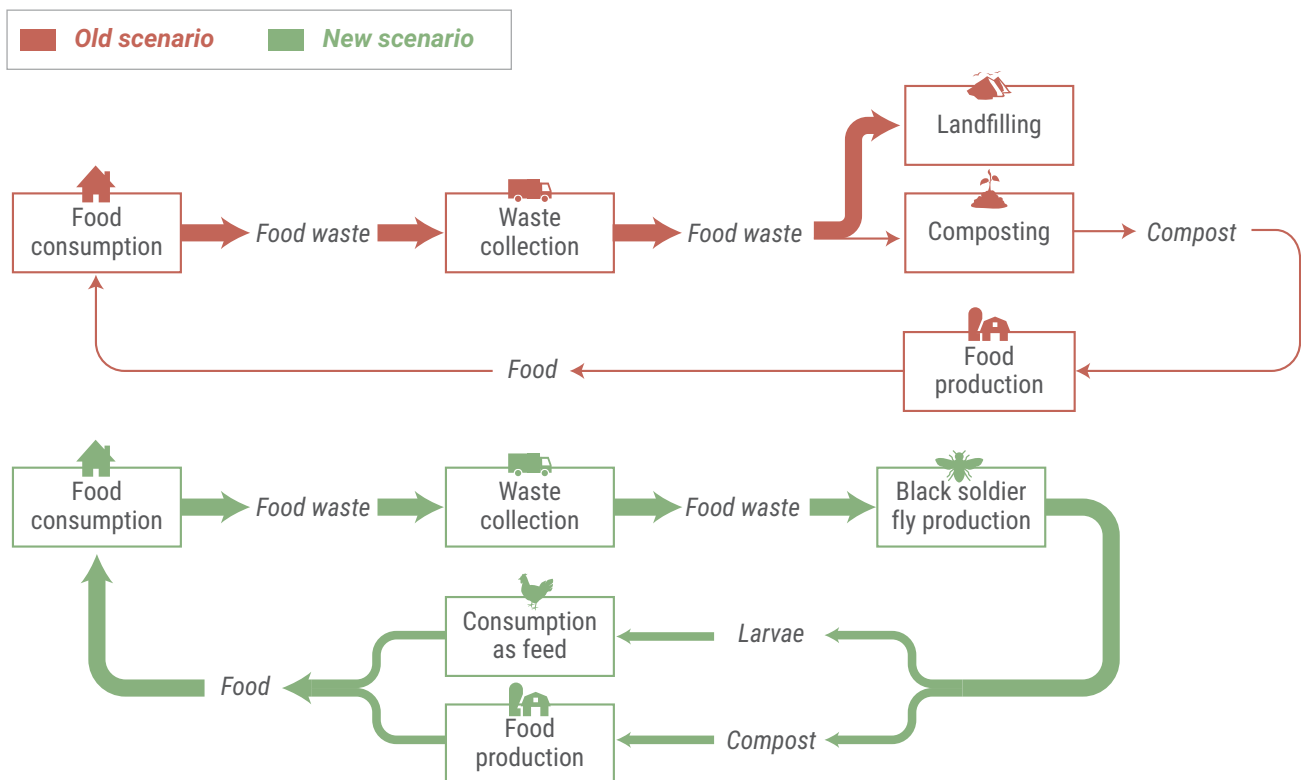 Old scenario
New scenario
Landfilling
Food
consumption
Food waste
Waste
collection
Food waste
Composting
Compost
Food
Food
production
Food
consumption
Food waste
Waste
collection
Food waste
Black soldier
fly production
Consumption
as feed
Larvae
Food
Food
production
Compost